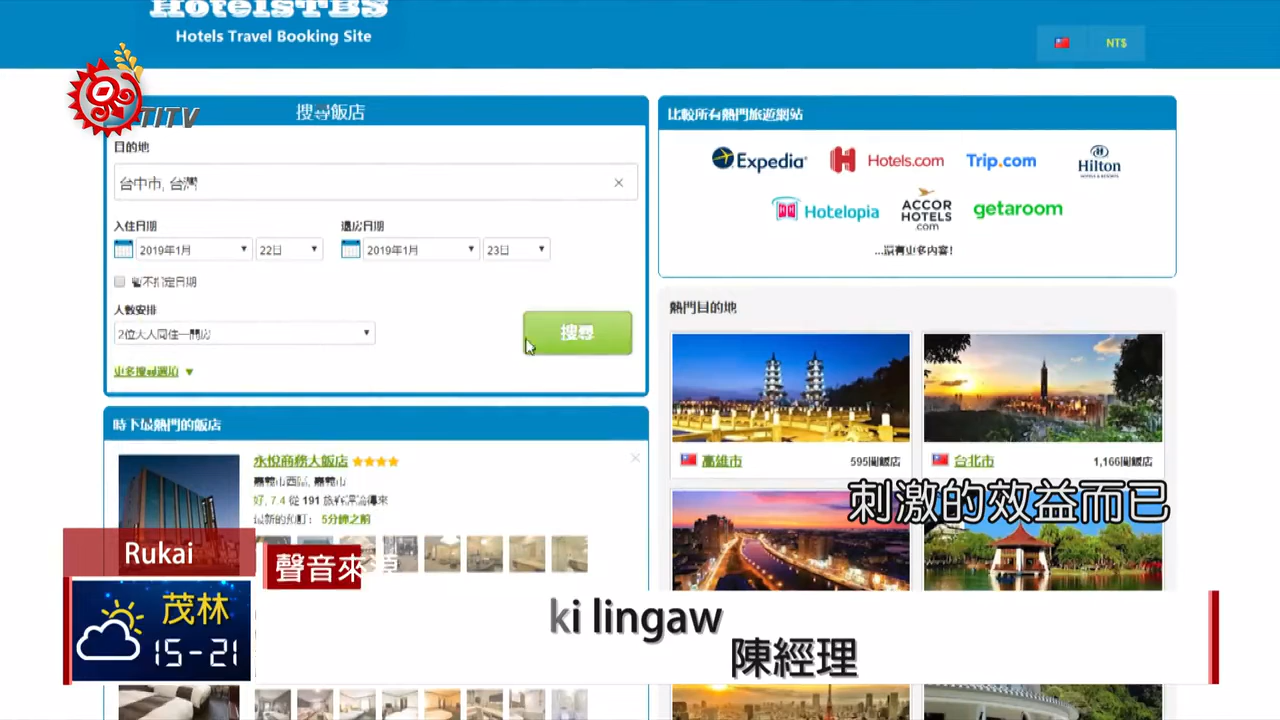 HotelsTBS
Hotels Travel Booking Site
NT$
TITV
搜尋飯店
目的地
台中市, 台灣
入住日期
退房日期
2019年1月
22日
2019年1月
23日
暫不指定日期
人數安排
2位大人同住一間房
搜尋
更多搜尋選項
比較所有熱門旅遊網站
Expedia
Hotels.com
Trip.com
Hilton
Hotelopia
ACCOR
HOTELS
.com
getaroom
...還有更多內容!
熱門目的地
高雄市
595間飯店
台北市
1,166間飯店
時下最熱門的飯店
永悅商務大飯店
嘉義市西區, 嘉義市
好, 7.4 從 191 旅客評論得來
最新的預訂： 5分鐘之前
刺激的效益而已
Rukai
聲音來源
茂林
15-21
ki lingaw
陳經理